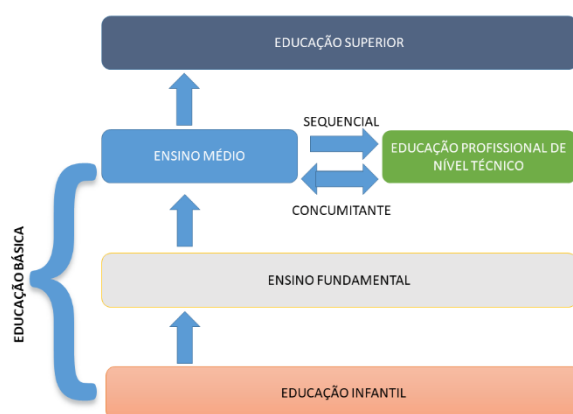 EDUCAÇÃO SUPERIOR
SEQUENCIAL
ENSINO MÉDIO
EDUCAÇÃO PROFISSIONAL DE
NÍVEL TÉCNICO
CONCUMITANTE
EDUCAÇÃO BÁSICA
ENSINO FUNDAMENTAL
EDUCAÇÃO INFANTIL